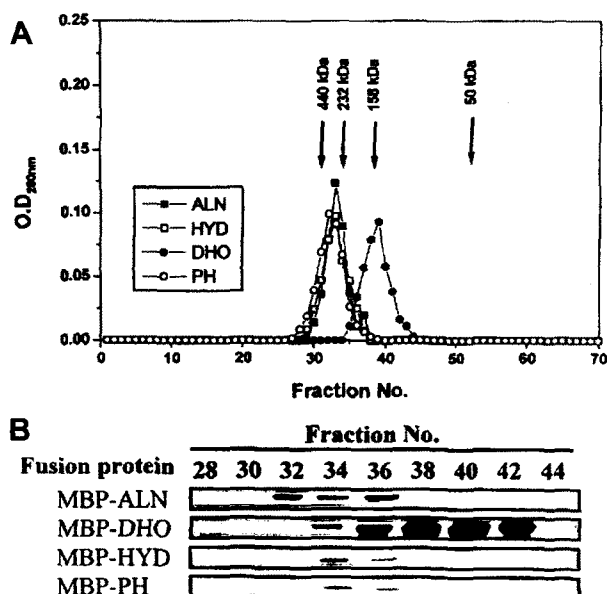 A
0.25
0.20
0.15
0.10
0.05
0.00
O.D280nm
440 kDa
232 kDa
158 kDa
50 kDa
ALN
HYD
DHO
PH
0 10 20 30 40 50 60 70
Fraction No.
B
Fraction No.
Fusion protein 28 30 32 34 36 38 40 42 44
MBP-ALN
MBP-DHO
MBP-HYD
MBP-PH